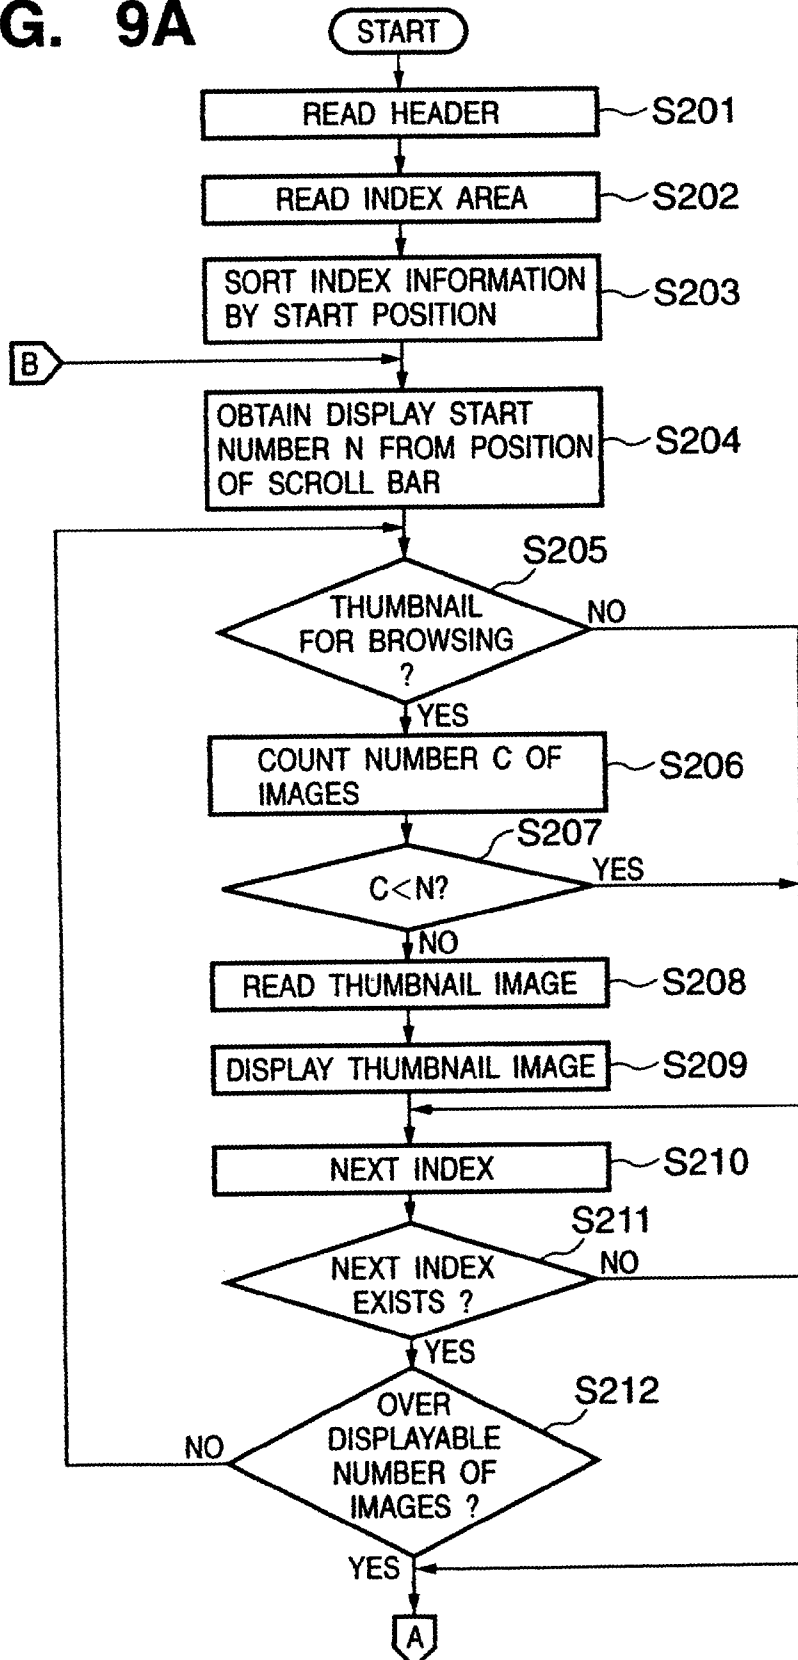 G. 9A
START
READ HEADER
S201
READ INDEX AREA
S202
SORT INDEX INFORMATION
BY START POSITION
S203
B
OBTAIN DISPLAY START
NUMBER N FROM POSITION
OF SCROLL BAR
S204
S205
THUMBNAIL
FOR BROWSING
?
NO
YES
COUNT NUMBER C OF
IMAGES
S206
S207
C<N?
YES
NO
READ THUMBNAIL IMAGE
S208
DISPLAY THUMBNAIL IMAGE
S209
NEXT INDEX
S210
S211
NEXT INDEX
EXISTS ?
NO
YES
S212
OVER
DISPLAYABLE
NUMBER OF
IMAGES ?
NO
YES
A